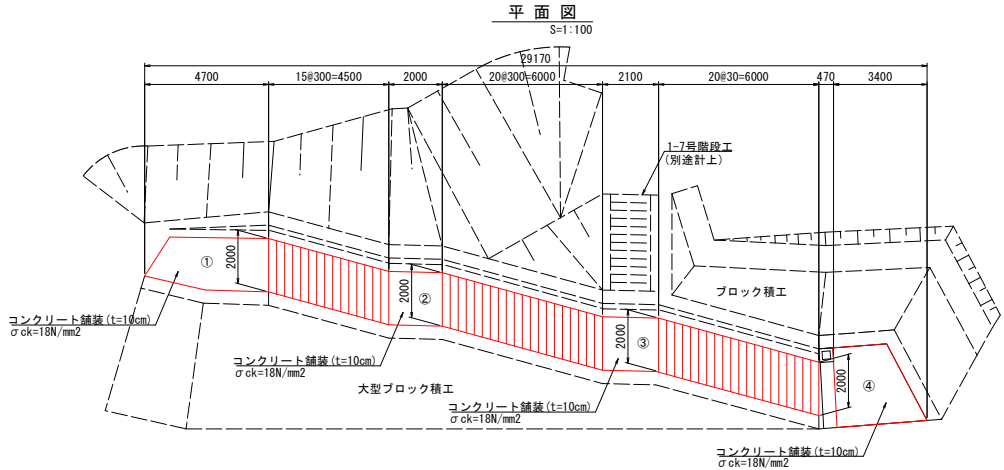 平 面 図
S=1:100
29170
4700
15@300=4500
2000
20@300=6000
2100
20@30=6000
470
3400
1-7号階段工
(別途計上)
①
2000
②
2000
ブロック積工
コンクリート舗装(t=10cm)
σck=18N/mm2
③
2000
コンクリート舗装(t=10cm)
σck=18N/mm2
大型ブロック積工
④
2000
コンクリート舗装(t=10cm)
σck=18N/mm2
コンクリート舗装(t=10cm)
σck=18N/mm2